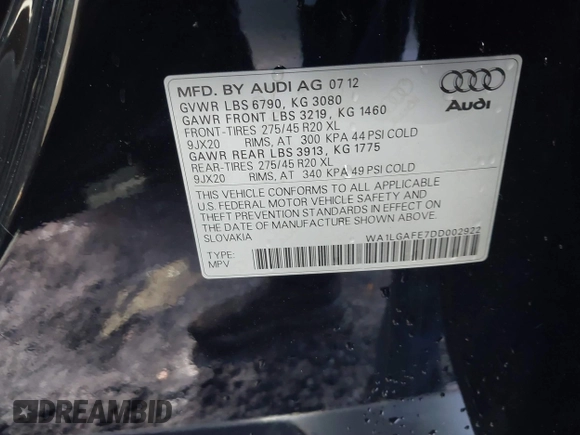 MFD. BY AUDI AG 07 12
GVWR LBS 6790, KG 3080
GAWR FRONT LBS 3219, KG 1460
FRONT-TIRES 275/45 R20 XL
9JX20 RIMS, AT 300 KPA 44 PSI COLD
GAWR REAR LBS 3913, KG 1775
REAR-TIRES 275/45 R20 XL
9JX20 RIMS, AT 340 KPA 49 PSI COLD
THIS VEHICLE CONFORMS TO ALL APPLICABLE
U.S. FEDERAL MOTOR VEHICLE SAFETY AND
THEFT PREVENTION STANDARDS IN EFFECT ON
THE DATE OF MANUFACTURE SHOWN ABOVE.
SLOVAKIA
WA1LGAFE7DD002922
TYPE:
MPV
Audi
DREAMBID